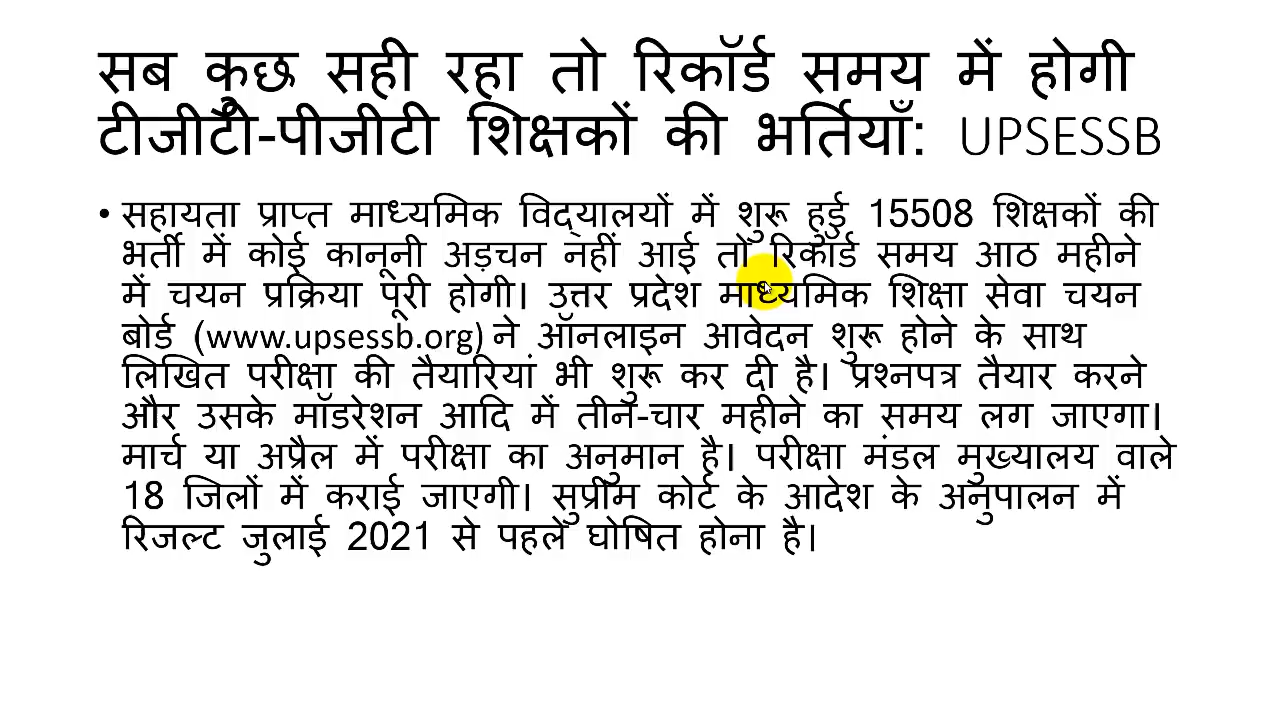 सब कुछ सही रहा तो रिकॉर्ड समय में होगी
टीजीटी-पीजीटी शिक्षकों की भर्तियाँ: UPSESSB
• सहायता प्राप्त माध्यमिक विद्यालयों में शुरू हुई 15508 शिक्षकों की
भर्ती में कोई कानूनी अड़चन नहीं आई तो रिकॉर्ड समय आठ महीने
में चयन प्रक्रिया पूरी होगी। उत्तर प्रदेश माध्यमिक शिक्षा सेवा चयन
बोर्ड (www.upsessb.org) ने ऑनलाइन आवेदन शुरू होने के साथ
लिखित परीक्षा की तैयारियां भी शुरू कर दी है। प्रश्नपत्र तैयार करने
और उसके मॉडरेशन आदि में तीन-चार महीने का समय लग जाएगा।
मार्च या अप्रैल में परीक्षा का अनुमान है। परीक्षा मंडल मुख्यालय वाले
18 जिलों में कराई जाएगी। सुप्रीम कोर्ट के आदेश के अनुपालन में
रिजल्ट जुलाई 2021 से पहले घोषित होना है।